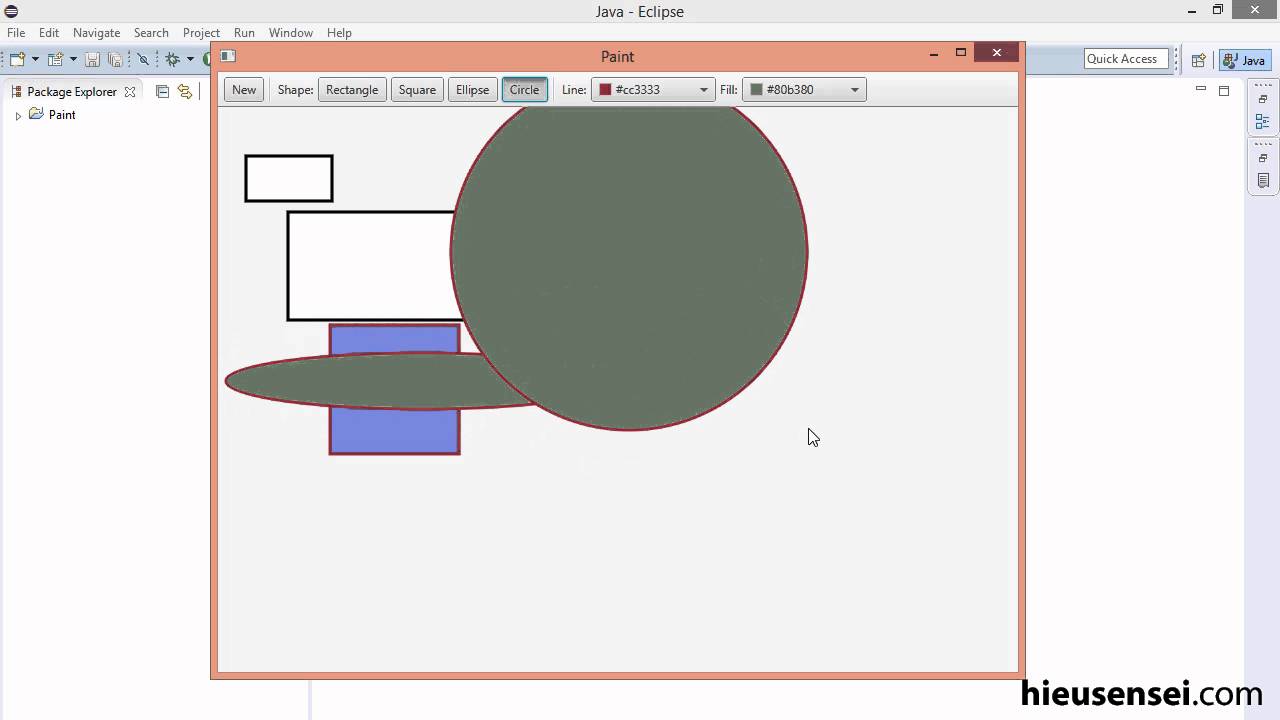 Java - Eclipse
File Edit Navigate Search Project Run Window Help
Paint
Quick Access
Java
Package Explorer
Paint
New Shape: Rectangle Square Ellipse Circle Line: #cc3333 Fill: #80b380
hieusensei.com